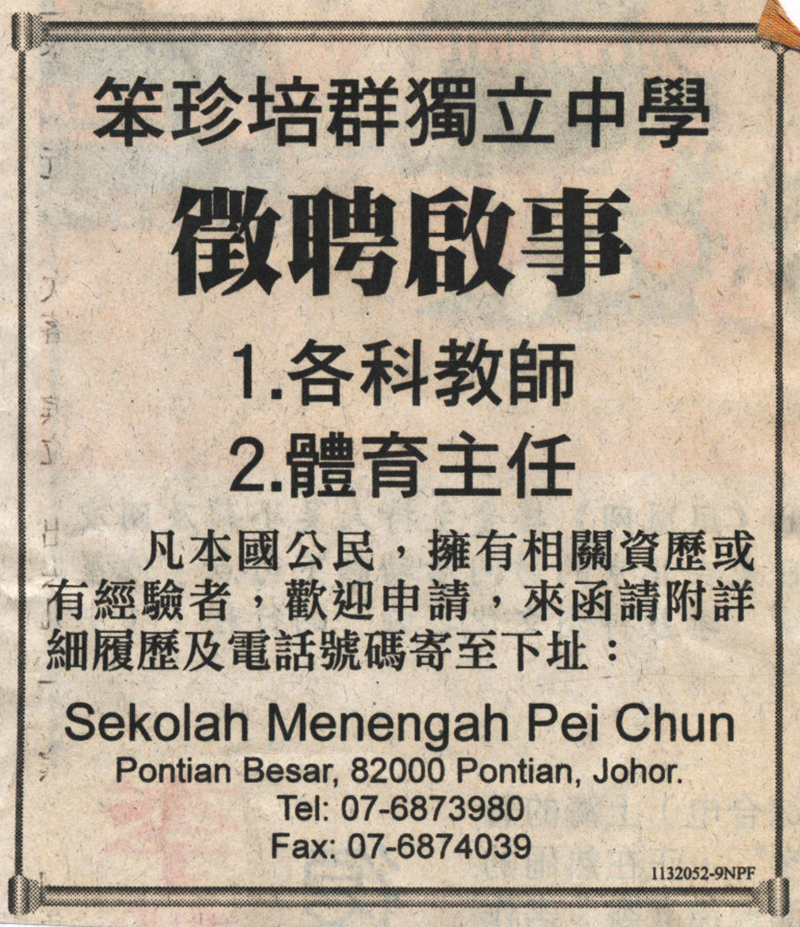 笨珍培群獨立中學
徵聘啟事
1.各科教師
2.體育主任
凡本國公民，擁有相關資歷或
有經驗者，歡迎申請，來函請附詳
細履歷及電話號碼寄至下址：
Sekolah Menengah Pei Chun
Pontian Besar, 82000 Pontian, Johor.
Tel: 07-6873980
Fax: 07-6874039
1132052-9NPF